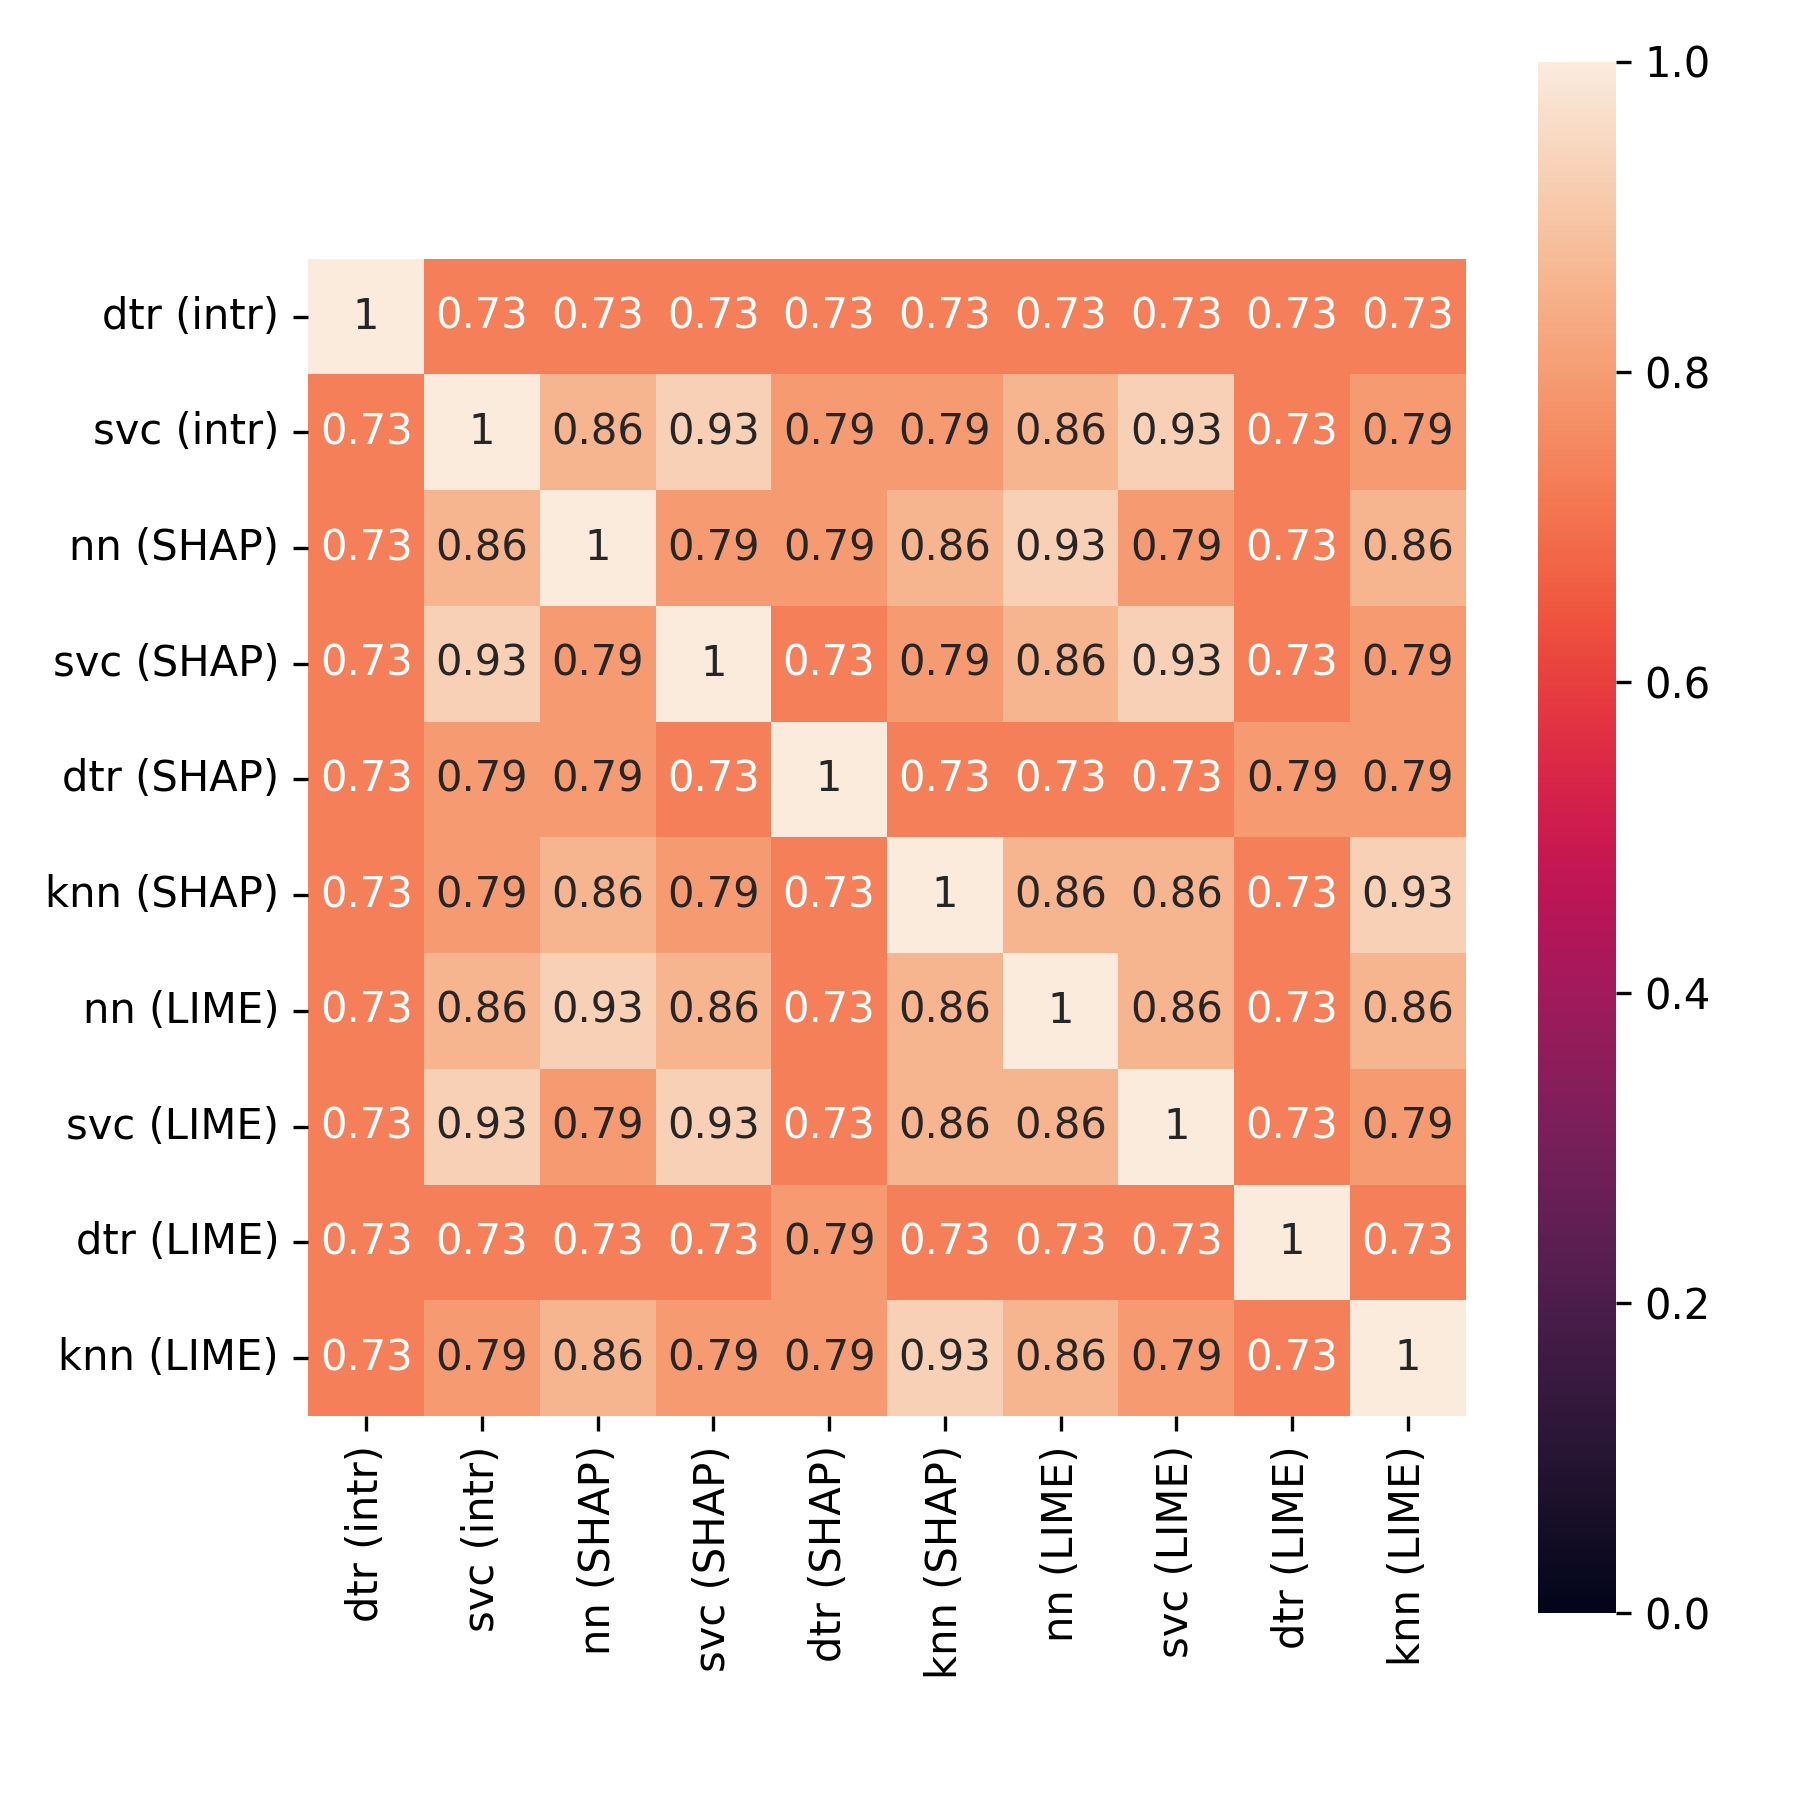 dtr (intr) 1 0.73 0.73 0.73 0.73 0.73 0.73 0.73 0.73 0.73
svc (intr) 0.73 1 0.86 0.93 0.79 0.79 0.86 0.93 0.73 0.79
nn (SHAP) 0.73 0.86 1 0.79 0.79 0.86 0.93 0.79 0.73 0.86
svc (SHAP) 0.73 0.93 0.79 1 0.73 0.79 0.86 0.93 0.73 0.79
dtr (SHAP) 0.73 0.79 0.79 0.73 1 0.73 0.73 0.73 0.79 0.79
knn (SHAP) 0.73 0.79 0.86 0.79 0.73 1 0.86 0.86 0.73 0.93
nn (LIME) 0.73 0.86 0.93 0.86 0.73 0.86 1 0.86 0.73 0.86
svc (LIME) 0.73 0.93 0.79 0.93 0.73 0.86 0.86 1 0.73 0.79
dtr (LIME) 0.73 0.73 0.73 0.73 0.79 0.73 0.73 0.73 1 0.73
knn (LIME) 0.73 0.79 0.86 0.79 0.79 0.93 0.86 0.79 0.73 1
dtr (intr)
svc (intr)
nn (SHAP)
svc (SHAP)
dtr (SHAP)
knn (SHAP)
nn (LIME)
svc (LIME)
dtr (LIME)
knn (LIME)
1.0
0.8
0.6
0.4
0.2
0.0